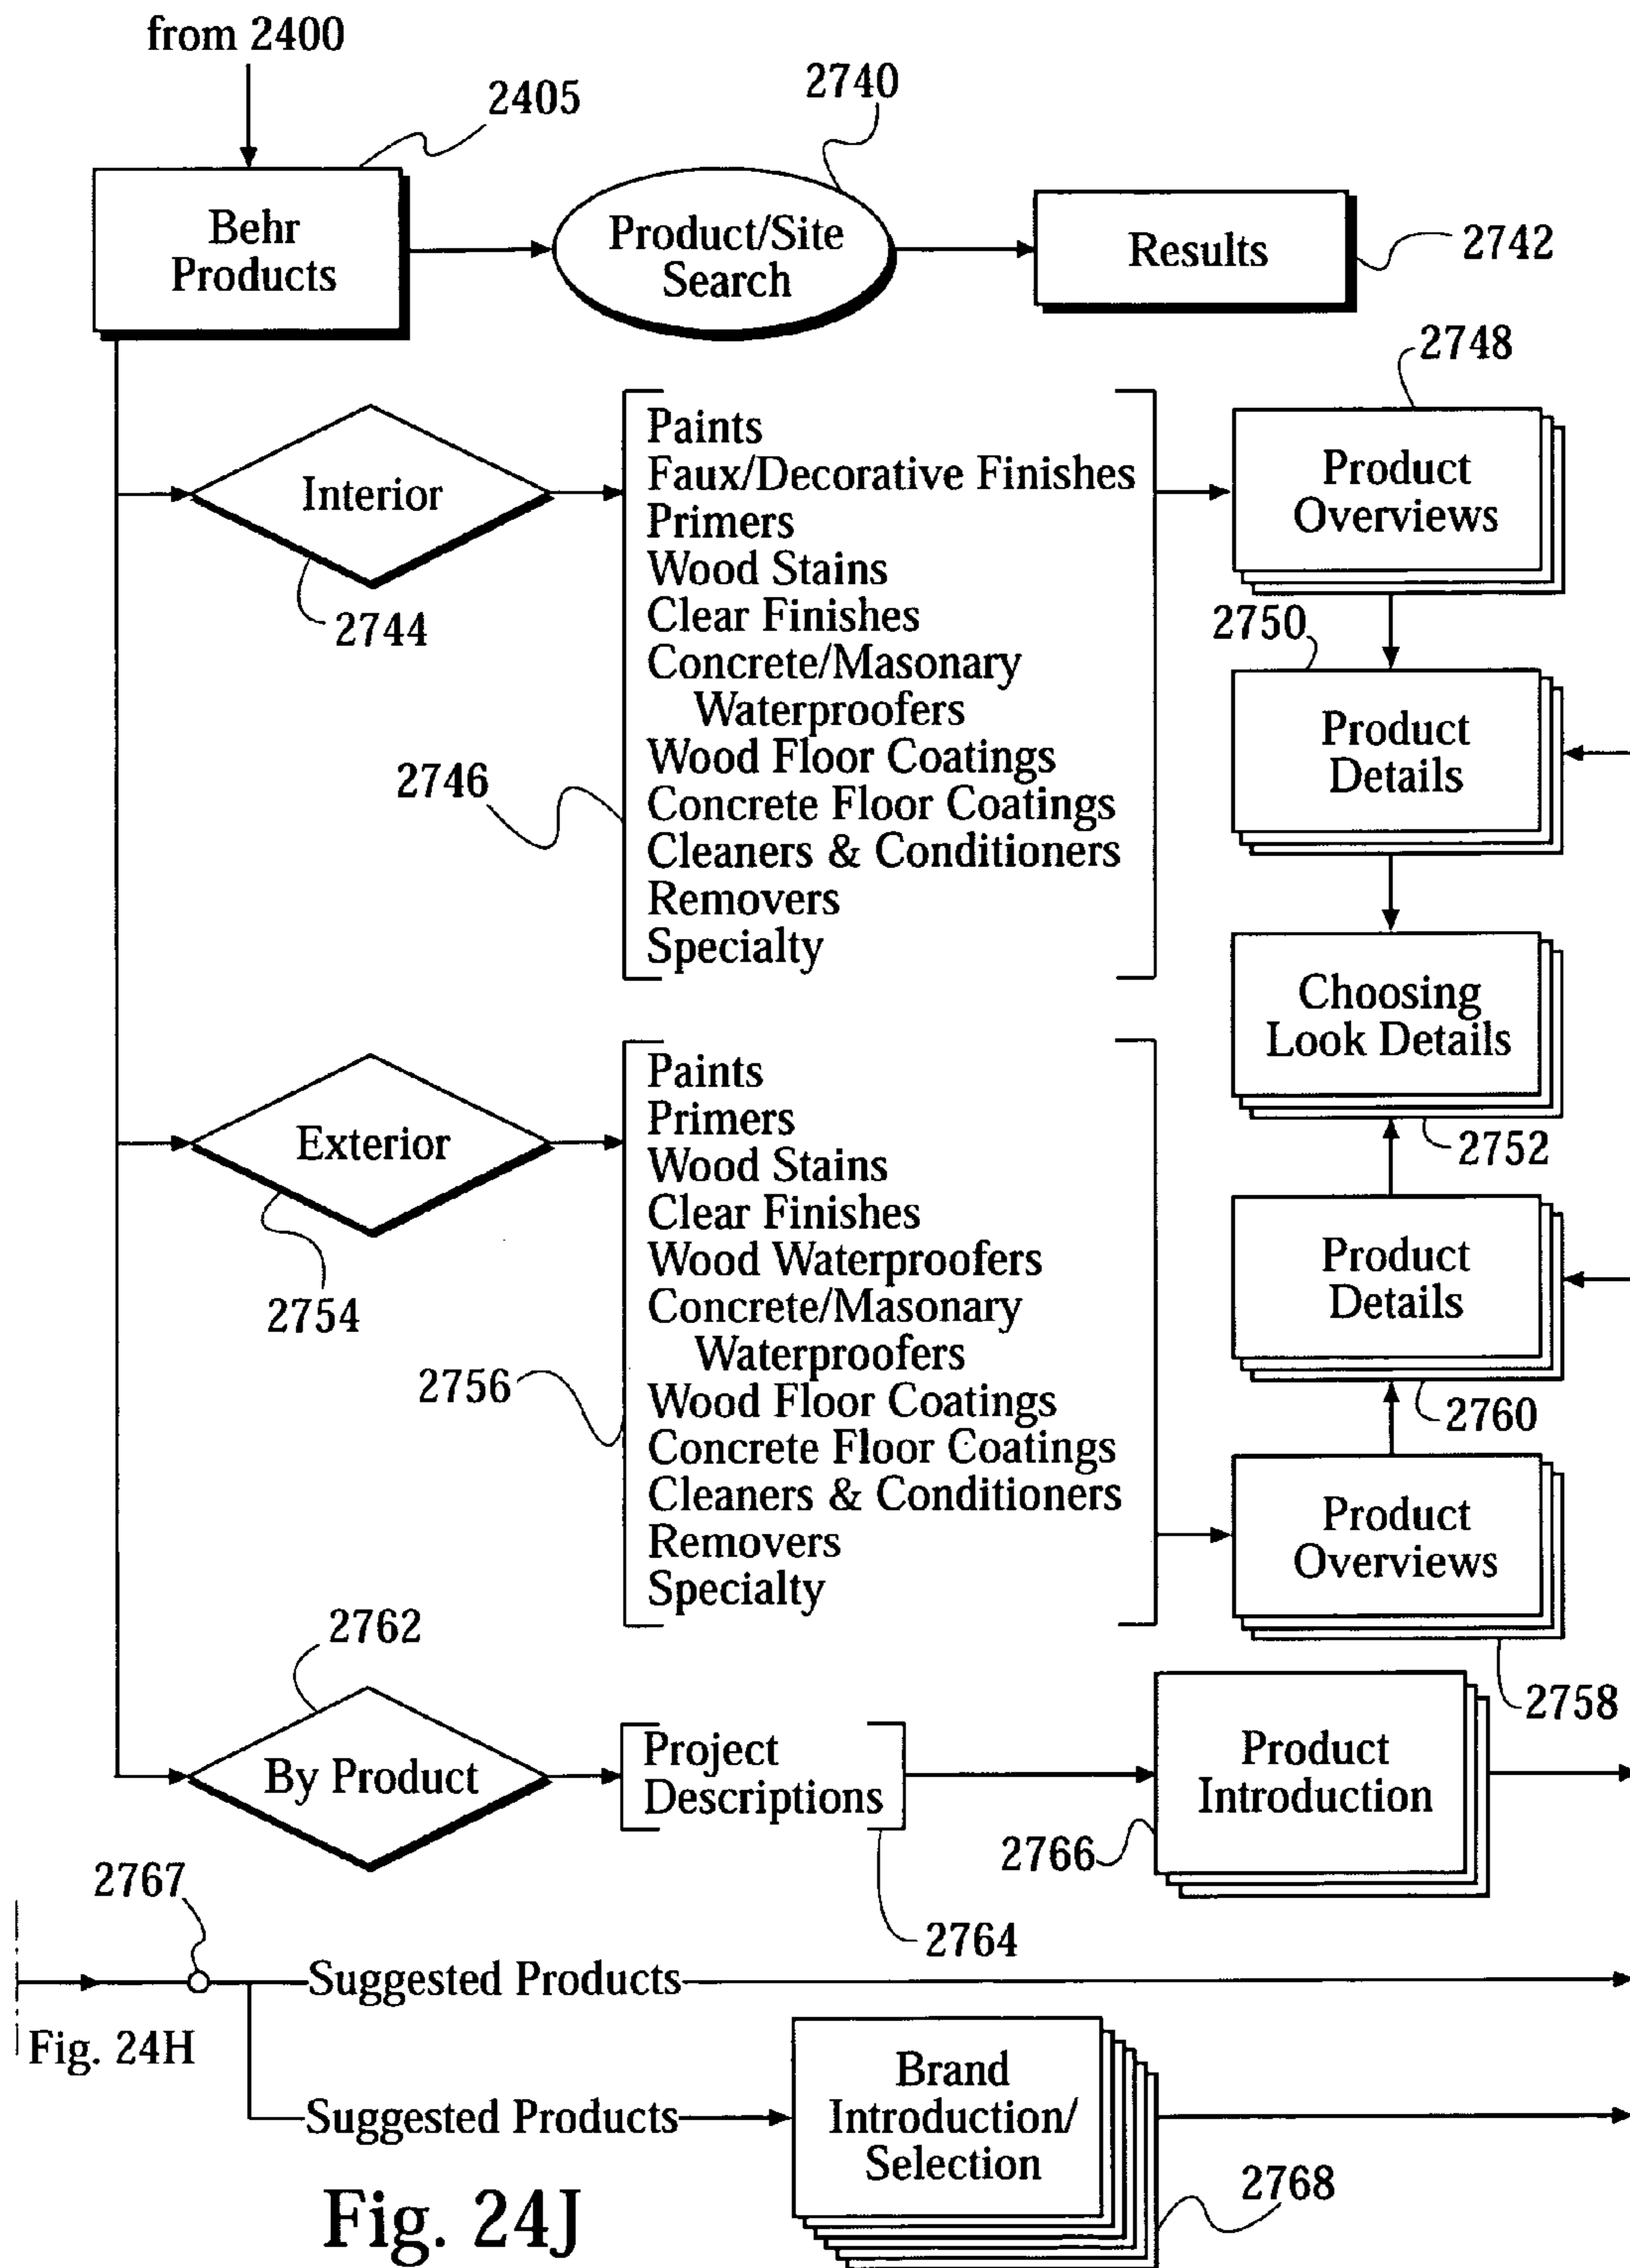 from 2400
2405
2740
Behr
Products
Product/Site
Search
Results
2742
2748
Interior
2744
Paints
Faux/Decorative Finishes
Primers
Wood Stains
Clear Finishes
Concrete/Masonary
Waterproofers
Wood Floor Coatings
Concrete Floor Coatings
Cleaners & Conditioners
Removers
Specialty
2746
Product
Overviews
2750
Product
Details
Choosing
Look Details
2752
Exterior
2754
Paints
Primers
Wood Stains
Clear Finishes
Wood Waterproofers
Concrete/Masonary
Waterproofers
Wood Floor Coatings
Concrete Floor Coatings
Cleaners & Conditioners
Removers
Specialty
2756
Product
Details
2760
Product
Overviews
2758
2762
By Product
Project
Descriptions
2764
Product
Introduction
2766
2767
Suggested Products
Fig. 24H
Suggested Products
Brand
Introduction/
Selection
2768
Fig. 24J